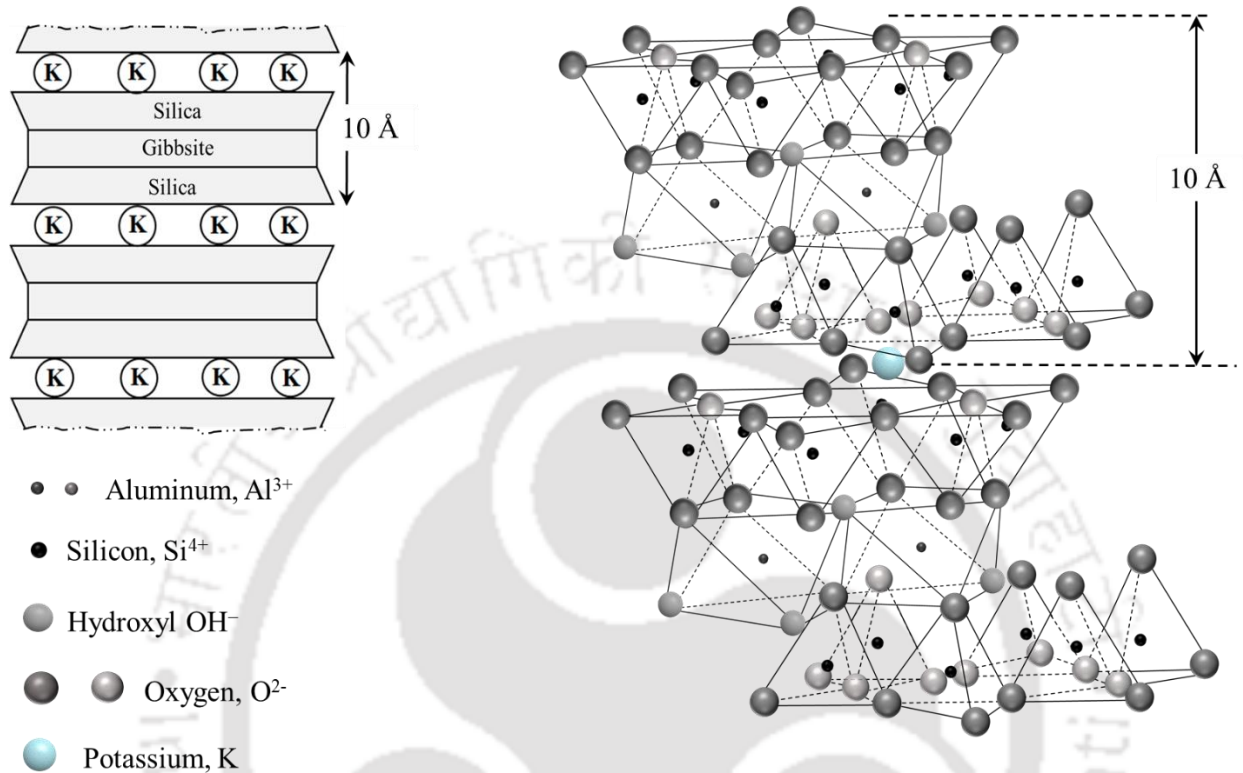 K K K K
Silica
Gibbsite
Silica
10 Å
K K K K
K K K K
Aluminum, Al³⁺
Silicon, Si⁴⁺
Hydroxyl OH⁻
Oxygen, O²⁻
Potassium, K
10 Å